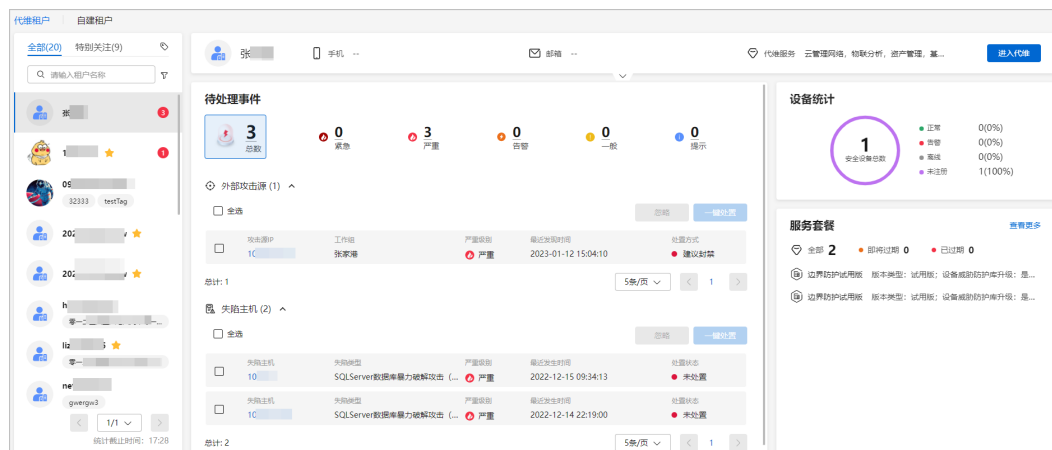 代维租户 自建租户
全部(20) 特别关注(9)
请输入租户名称
张
3
1
1
09
32333 testTag
202
202
h
零一
liz
零一
ne
gwergw3
1/1
统计截止时间：17:28
张 手机 -- 邮箱 -- 代维服务 云管理网络，物联分析，资产管理，基... 进入代维
待处理事件
3 0 3 0 0 0
总数 紧急 严重 告警 一般 提示
外部攻击源 (1)
全选 忽略 一键处置
攻击源IP 工作组 严重级别 最近发现时间 处置方式
10 张家港 严重 2023-01-12 15:04:10 建议封禁
总计: 1 5条/页 1
失陷主机 (2)
全选 忽略 一键处置
失陷主机 失陷类型 严重级别 最近发生时间 处置状态
10 SQLServer数据库暴力破解攻击（... 严重 2022-12-15 09:34:13 未处置
失陷主机 失陷类型 严重级别 最近发生时间 处置状态
10 SQLServer数据库暴力破解攻击（... 严重 2022-12-14 22:19:00 未处置
总计: 2 5条/页 1
设备统计
1
安全设备总数
正常 0(0%)
告警 0(0%)
离线 0(0%)
未注册 1(100%)
服务套餐 查看更多
全部 2 即将过期 0 已过期 0
边界防护试用版 版本类型：试用版；设备威胁防护库升级：是...
边界防护试用版 版本类型：试用版；设备威胁防护库升级：是...